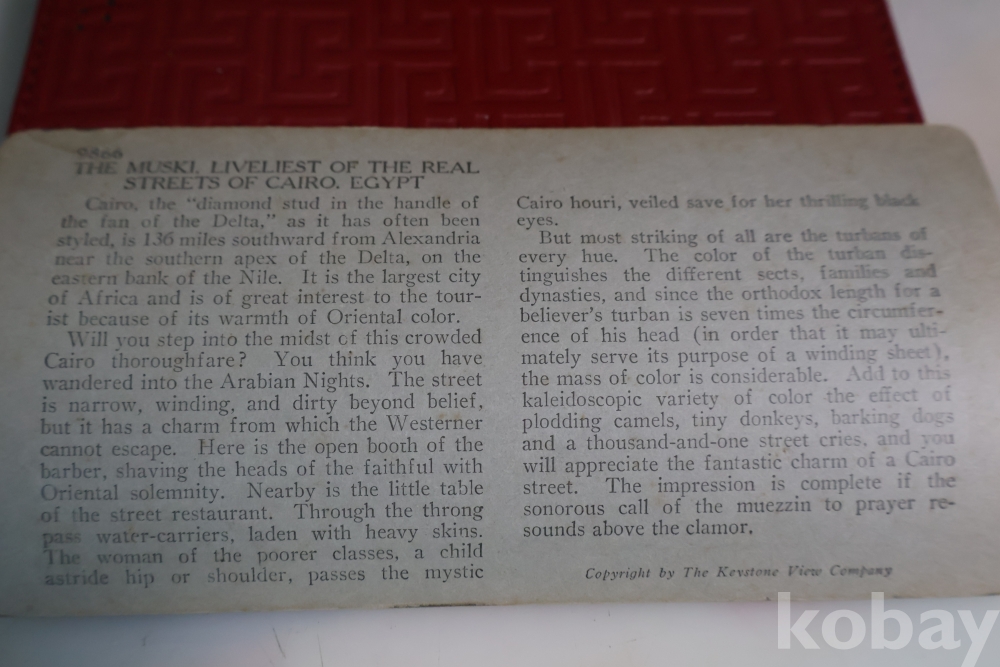 9866
THE MUSKI, LIVELIEST OF THE REAL
STREETS OF CAIRO, EGYPT
Cairo, the "diamond stud in the handle of
the fan of the Delta," as it has often been
styled, is 136 miles southward from Alexandria
near the southern apex of the Delta, on the
eastern bank of the Nile. It is the largest city
of Africa and is of great interest to the tour-
ist because of its warmth of Oriental color.
Will you step into the midst of this crowded
Cairo thoroughfare? You think you have
wandered into the Arabian Nights. The street
is narrow, winding, and dirty beyond belief,
but it has a charm from which the Westerner
cannot escape. Here is the open booth of the
barber, shaving the heads of the faithful with
Oriental solemnity. Nearby is the little table
of the street restaurant. Through the throng
pass water-carriers, laden with heavy skins.
The woman of the poorer classes, a child
astride hip or shoulder, passes the mystic
Cairo houri, veiled save for her thrilling black
eyes.
But most striking of all are the turbans of
every hue. The color of the turban dis-
tinguishes the different sects, families and
dynasties, and since the orthodox length for a
believer's turban is seven times the circumfer-
ence of his head (in order that it may ulti-
mately serve its purpose of a winding sheet),
the mass of color is considerable. Add to this
kaleidoscopic variety of color the effect of
plodding camels, tiny donkeys, barking dogs
and a thousand-and-one street cries, and you
will appreciate the fantastic charm of a Cairo
street. The impression is complete if the
sonorous call of the muezzin to prayer re-
sounds above the clamor.
Copyright by The Keystone View Company
kobay